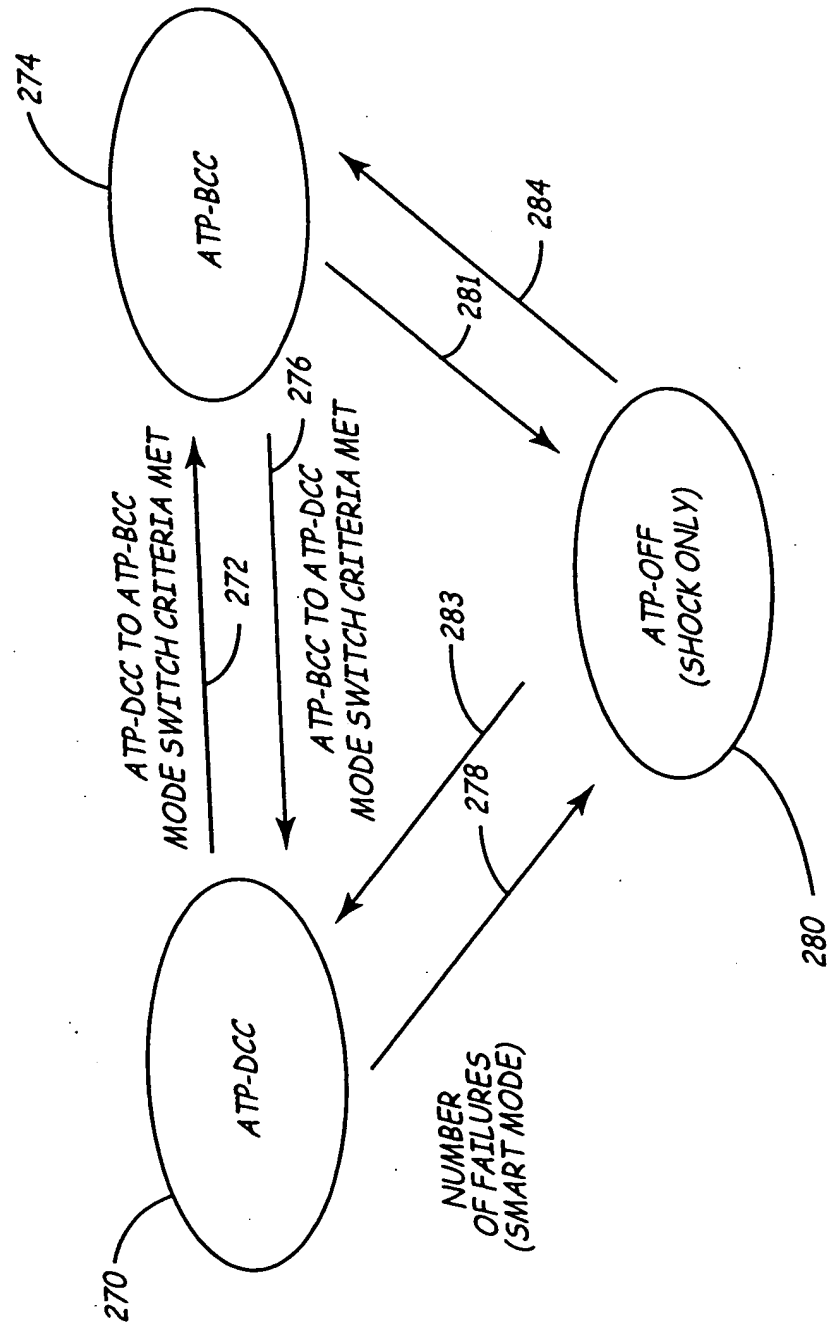 270
ATP-DCC
ATP-DCC TO ATP-BCC
MODE SWITCH CRITERIA MET
272
276
ATP-BCC TO ATP-DCC
MODE SWITCH CRITERIA MET
274
ATP-BCC
NUMBER
OF FAILURES
(SMART MODE)
278
283
281
284
ATP-OFF
(SHOCK ONLY)
280